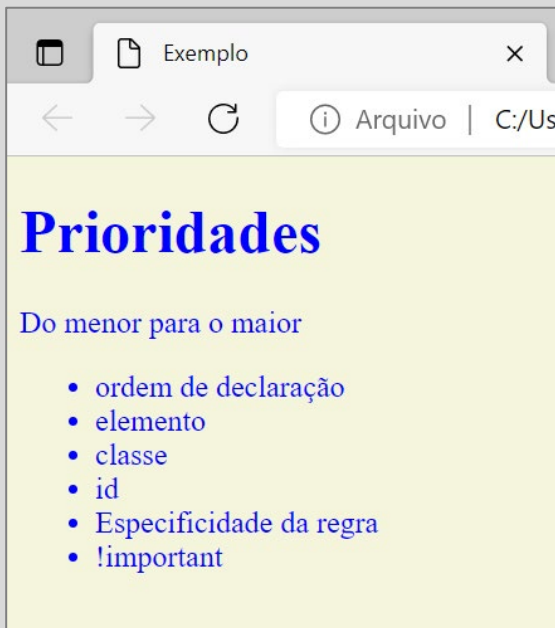 Exemplo
Arquivo | C:/Us
Prioridades
Do menor para o maior
• ordem de declaração
• elemento
• classe
• id
• Especificidade da regra
• !important